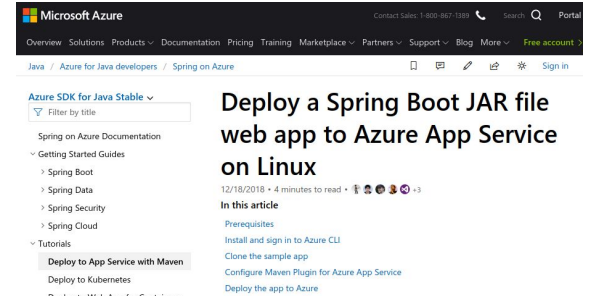 Microsoft Azure
Contact Sales: 1-800-867-1389 Search Portal
Overview Solutions Products Documentation Pricing Training Marketplace Partners Support Blog More Free account >
Java / Azure for Java developers / Spring on Azure Sign in
Azure SDK for Java Stable
Filter by title
Spring on Azure Documentation
Getting Started Guides
Spring Boot
Spring Data
Spring Security
Spring Cloud
Tutorials
Deploy to App Service with Maven
Deploy to Kubernetes
Deploy a Spring Boot JAR file
web app to Azure App Service
on Linux
12/18/2018 • 4 minutes to read • +3
In this article
Prerequisites
Install and sign in to Azure CLI
Clone the sample app
Configure Maven Plugin for Azure App Service
Deploy the app to Azure